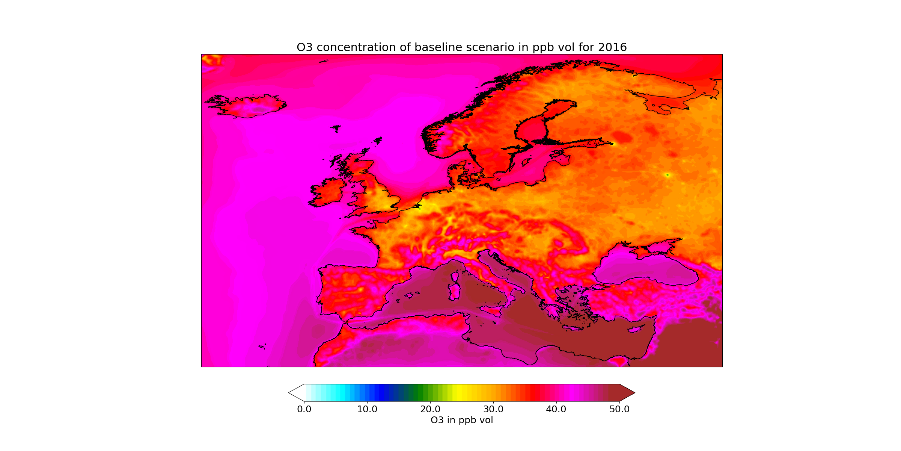 O3 concentration of baseline scenario in ppb vol for 2016
0.0 10.0 20.0 30.0 40.0 50.0
O3 in ppb vol